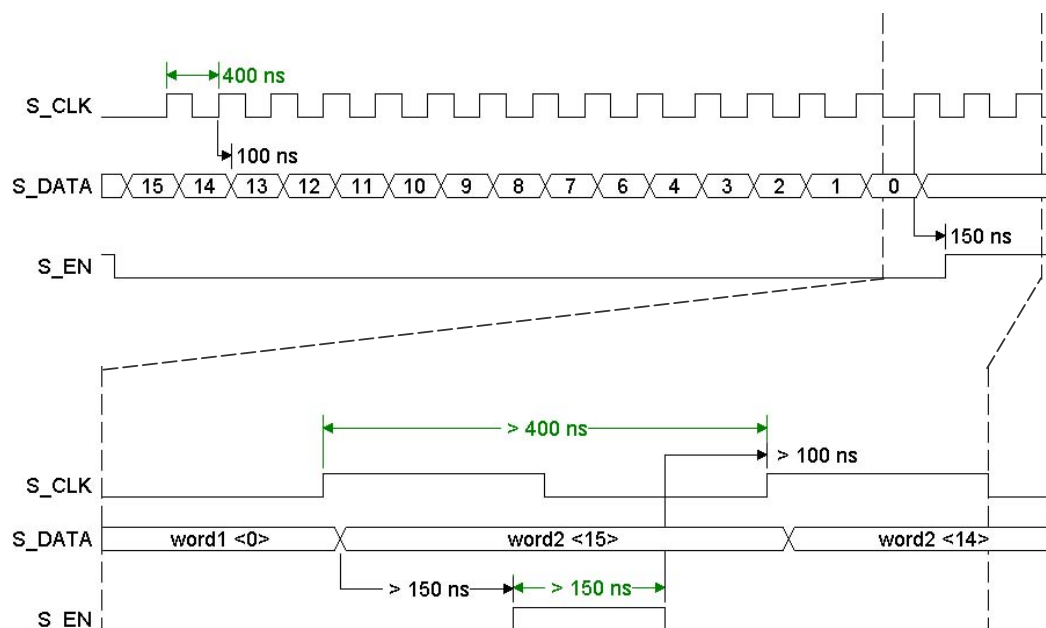 400 ns
S_CLK
100 ns
S_DATA 15 14 13 12 11 10 9 8 7 6 4 3 2 1 0
150 ns
S_EN
> 400 ns
> 100 ns
S_CLK
S_DATA word1 <0> word2 <15> word2 <14>
> 150 ns > 150 ns
S_EN